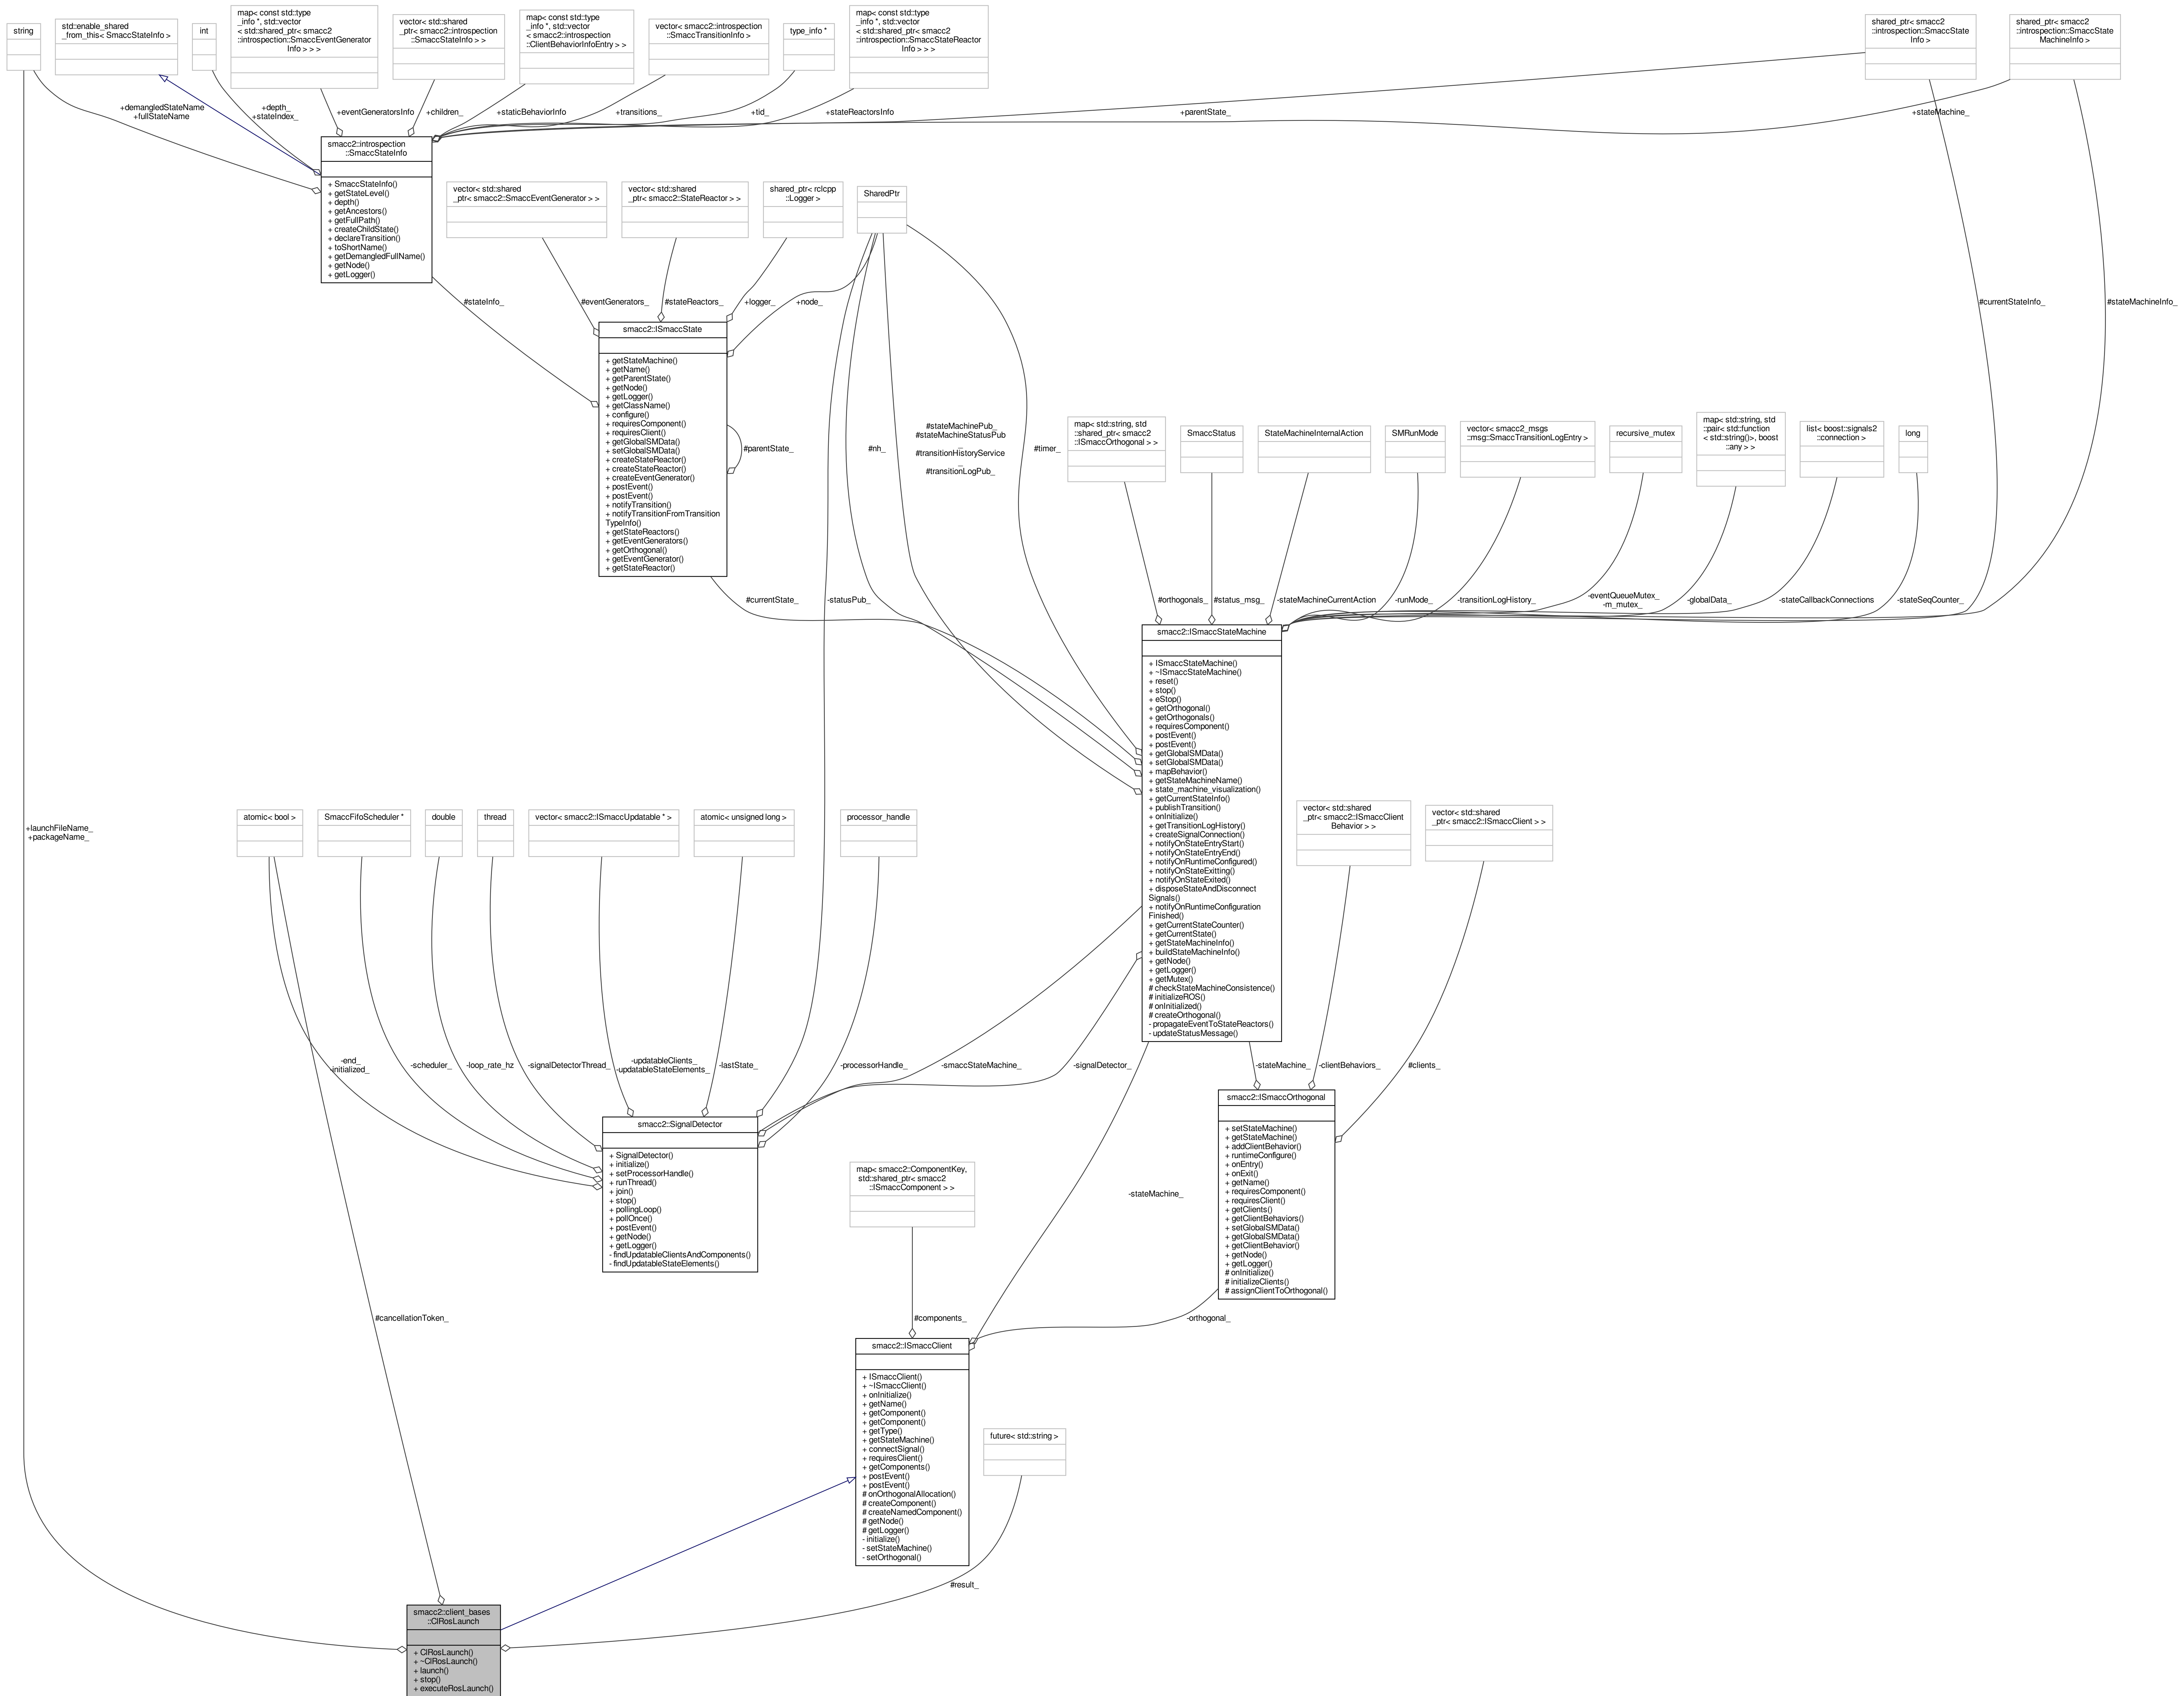 string
std::enable_shared
_from_this< SmaccStateInfo >
int
map< const std::type
_info *, std::vector
< std::shared_ptr< smacc2
::introspection::SmaccEventGenerator
Info > > >
vector< std::shared
_ptr< smacc2::introspection
::SmaccStateInfo > >
map< const std::type
_info *, std::vector
< smacc2::introspection
::ClientBehaviorInfoEntry > >
vector< smacc2::introspection
::SmaccTransitionInfo >
type_info *
map< const std::type
_info *, std::vector
< std::shared_ptr< smacc2
::introspection::SmaccStateReactor
Info > > >
shared_ptr< smacc2
::introspection::SmaccState
Info >
shared_ptr< smacc2
::introspection::SmaccState
MachineInfo >
+demangledStateName
+fullStateName
+depth_
+stateIndex_
+eventGeneratorsInfo
+children_
+staticBehaviorInfo
+transitions_
+tid_
+stateReactorsInfo
+parentState_
+stateMachine_
smacc2::introspection
::SmaccStateInfo
+ SmaccStateInfo()
+ getStateLevel()
+ depth()
+ getAncestors()
+ getFullPath()
+ createChildState()
+ declareTransition()
+ toShortName()
+ getDemangledFullName()
+ getNode()
+ getLogger()
vector< std::shared
_ptr< smacc2::SmaccEventGenerator > >
vector< std::shared
_ptr< smacc2::StateReactor > >
shared_ptr< rclcpp
::Logger >
SharedPtr
#stateInfo_
#eventGenerators_
#stateReactors_
+logger_
+node_
#currentStateInfo_
#stateMachineInfo_
smacc2::ISmaccState
+ getStateMachine()
+ getName()
+ getParentState()
+ getNode()
+ getLogger()
+ getClassName()
+ configure()
+ requiresComponent()
+ requiresClient()
+ getGlobalSMData()
+ setGlobalSMData()
+ createStateReactor()
+ createStateReactor()
+ createEventGenerator()
+ postEvent()
+ postEvent()
+ notifyTransition()
+ notifyTransitionFromTransition
TypeInfo()
+ getStateReactors()
+ getEventGenerators()
+ getOrthogonal()
+ getEventGenerator()
+ getStateReactor()
#parentState_
#nh_
#stateMachinePub_
#stateMachineStatusPub
_
#transitionHistoryService
_
#transitionLogPub_
#timer_
map< std::string, std
::shared_ptr< smacc2
::ISmaccOrthogonal > >
SmaccStatus
StateMachineInternalAction
SMRunMode
vector< smacc2_msgs
::msg::SmaccTransitionLogEntry >
recursive_mutex
map< std::string, std
::pair< std::function
< std::string()>, boost
::any > >
list< boost::signals2
::connection >
long
#currentState_
-statusPub_
#orthogonals_
#status_msg_
-stateMachineCurrentAction
-runMode_
-transitionLogHistory_
-eventQueueMutex_
-m_mutex_
-globalData_
-stateCallbackConnections
-stateSeqCounter_
smacc2::ISmaccStateMachine
+ ISmaccStateMachine()
+ ~ISmaccStateMachine()
+ reset()
+ stop()
+ eStop()
+ getOrthogonal()
+ getOrthogonals()
+ requiresComponent()
+ postEvent()
+ postEvent()
+ getGlobalSMData()
+ setGlobalSMData()
+ mapBehavior()
+ getStateMachineName()
+ state_machine_visualization()
+ getCurrentStateInfo()
+ publishTransition()
+ onInitialize()
+ getTransitionLogHistory()
+ createSignalConnection()
+ notifyOnStateEntryStart()
+ notifyOnStateEntryEnd()
+ notifyOnRuntimeConfigured()
+ notifyOnStateExitting()
+ notifyOnStateExited()
+ disposeStateAndDisconnect
Signals()
+ notifyOnRuntimeConfiguration
Finished()
+ getCurrentStateCounter()
+ getCurrentState()
+ getStateMachineInfo()
+ buildStateMachineInfo()
+ getNode()
+ getLogger()
+ getMutex()
# checkStateMachineConsistence()
# initializeROS()
# onInitialized()
# createOrthogonal()
- propagateEventToStateReactors()
- updateStatusMessage()
+launchFileName_
+packageName_
atomic< bool >
SmaccFifoScheduler *
double
thread
vector< smacc2::ISmaccUpdatable * >
atomic< unsigned long >
processor_handle
vector< std::shared
_ptr< smacc2::ISmaccClient
Behavior > >
vector< std::shared
_ptr< smacc2::ISmaccClient > >
-end_
-initialized_
-scheduler_
-loop_rate_hz
-signalDetectorThread_
-updatableClients_
-updatableStateElements_
-lastState_
-processorHandle_
-smaccStateMachine_
-signalDetector_
-stateMachine_
-clientBehaviors_
#clients_
smacc2::SignalDetector
+ SignalDetector()
+ initialize()
+ setProcessorHandle()
+ runThread()
+ join()
+ stop()
+ pollingLoop()
+ pollOnce()
+ postEvent()
+ getNode()
+ getLogger()
- findUpdatableClientsAndComponents()
- findUpdatableStateElements()
smacc2::ISmaccOrthogonal
+ setStateMachine()
+ getStateMachine()
+ addClientBehavior()
+ runtimeConfigure()
+ onEntry()
+ onExit()
+ getName()
+ requiresComponent()
+ requiresClient()
+ getClients()
+ getClientBehaviors()
+ setGlobalSMData()
+ getGlobalSMData()
+ getClientBehavior()
+ getNode()
+ getLogger()
# onInitialize()
# initializeClients()
# assignClientToOrthogonal()
map< smacc2::ComponentKey,
std::shared_ptr< smacc2
::ISmaccComponent > >
-stateMachine_
#cancellationToken_
#components_
-orthogonal_
smacc2::ISmaccClient
+ ISmaccClient()
+ ~ISmaccClient()
+ onInitialize()
+ getName()
+ getComponent()
+ getComponent()
+ getType()
+ getStateMachine()
+ connectSignal()
+ requiresClient()
+ getComponents()
+ postEvent()
+ postEvent()
# onOrthogonalAllocation()
# createComponent()
# createNamedComponent()
# getNode()
# getLogger()
- initialize()
- setStateMachine()
- setOrthogonal()
future< std::string >
#result_
smacc2::client_bases
::ClRosLaunch
+ ClRosLaunch()
+ ~ClRosLaunch()
+ launch()
+ stop()
+ executeRosLaunch()